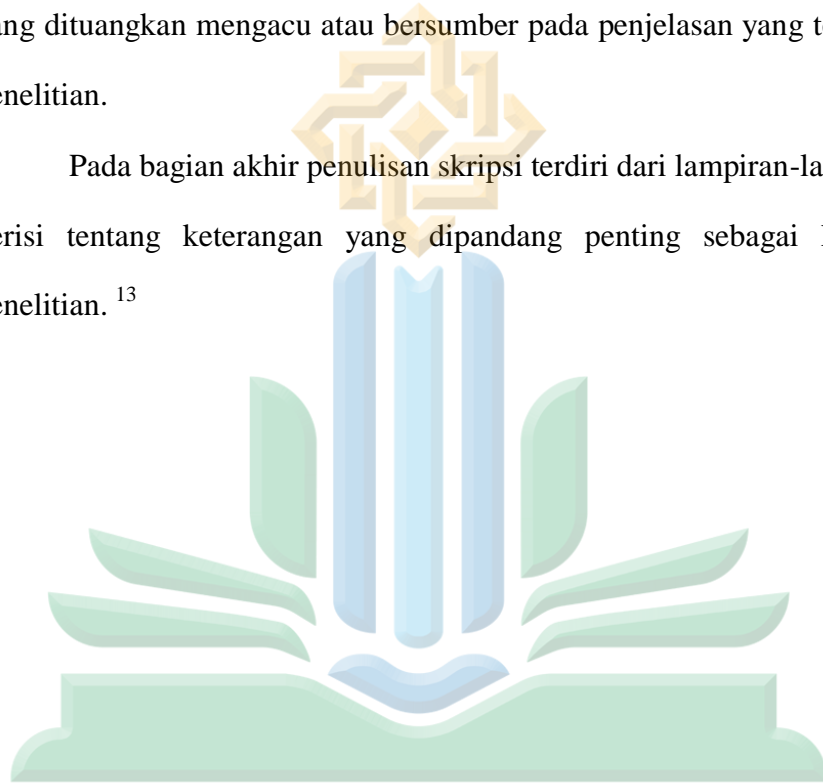 ang dituangkan mengacu atau bersumber pada penjelasan yang te
enelitian.
Pada bagian akhir penulisan skripsi terdiri dari lampiran-la
erisi tentang keterangan yang dipandang penting sebagai
enelitian. 13